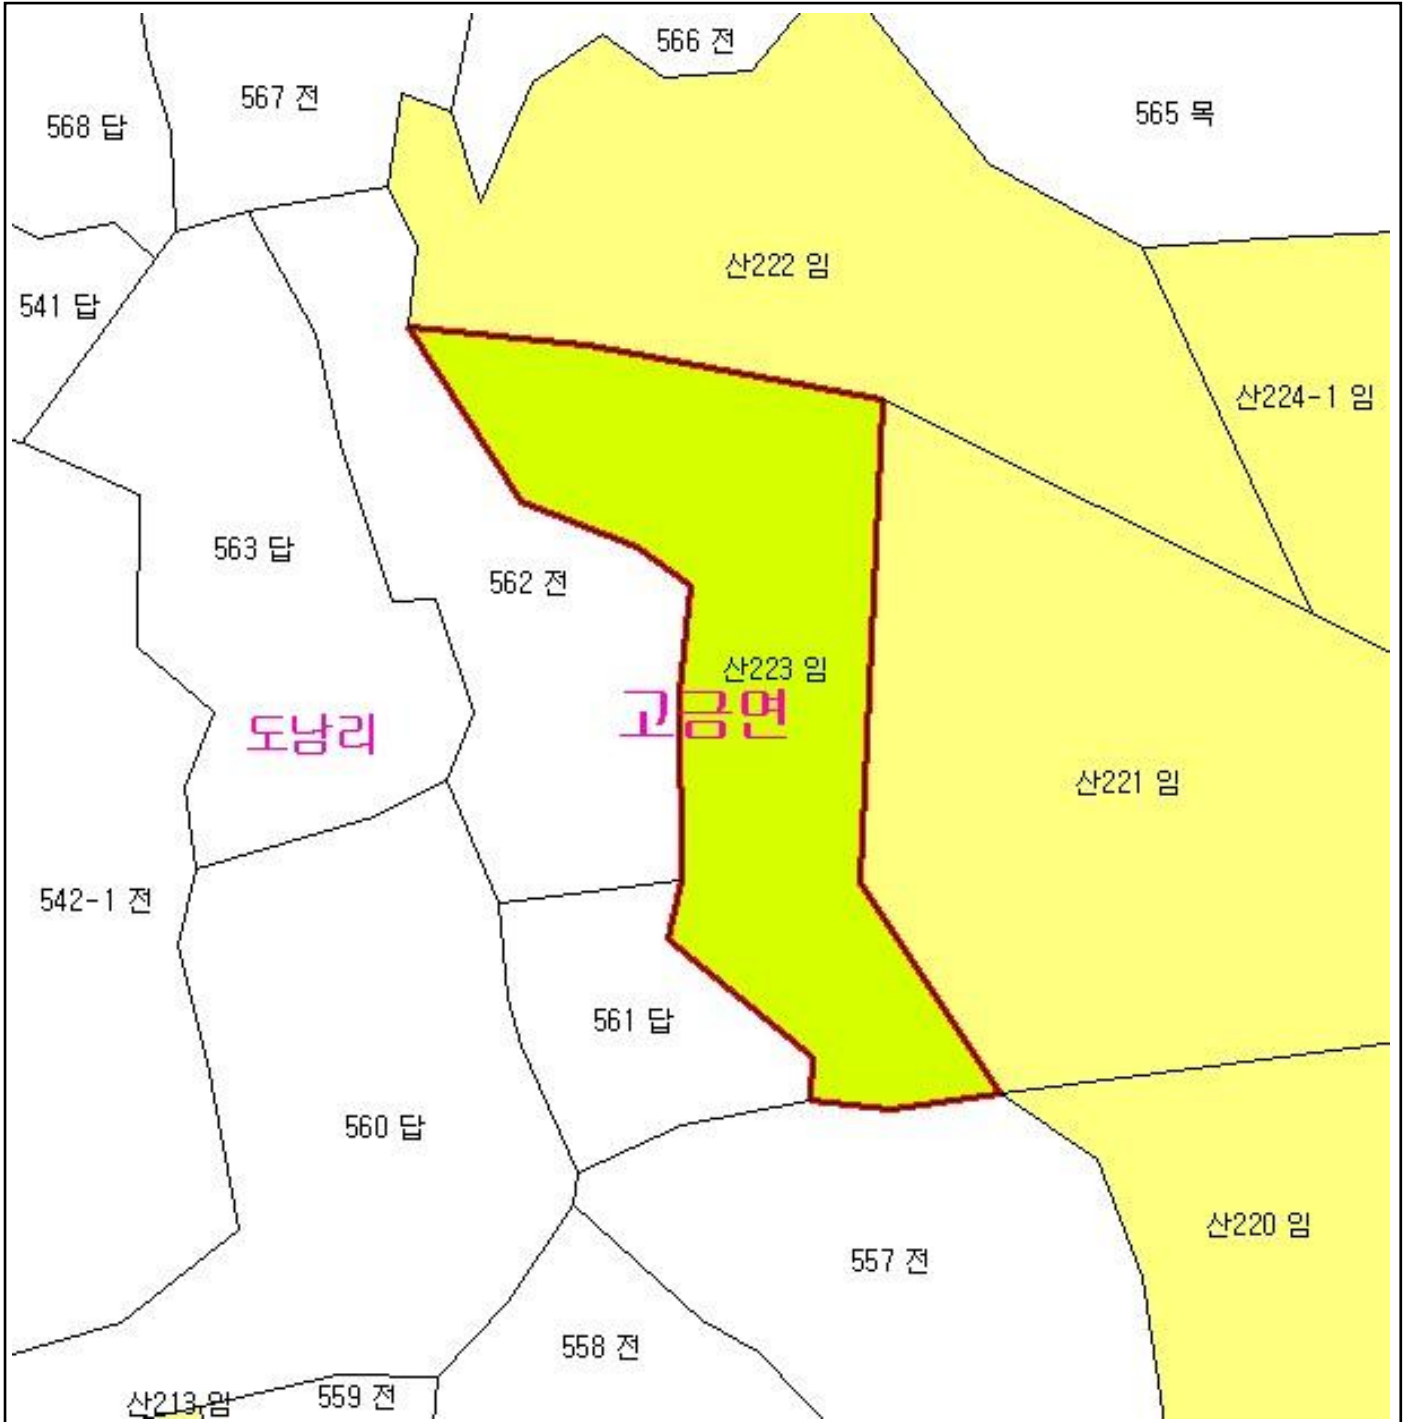 566 전
567 전
565 목
568 답
산222 임
541 답
산224-1 임
563 답
562 전
산223 임
고금면
도남리
산221 임
542-1 전
561 답
560 답
산220 임
557 전
558 전
559 전
산213 임